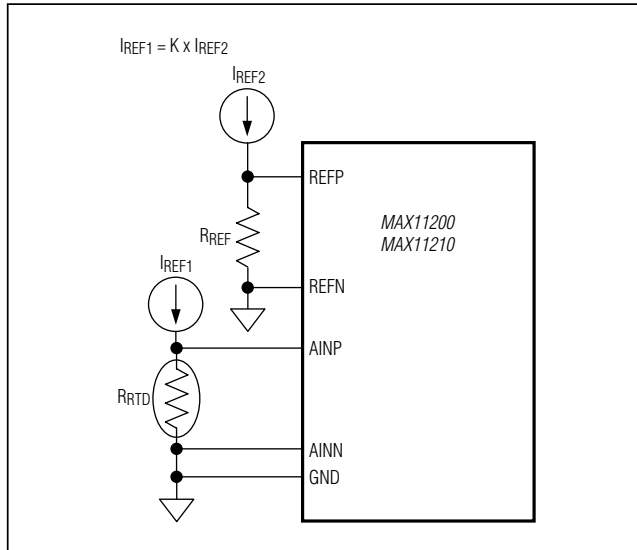 IREF1 = K x IREF2
IREF2
REFP
MAX11200
MAX11210
RREF
REFN
IREF1
AINP
RRTD
AINN
GND